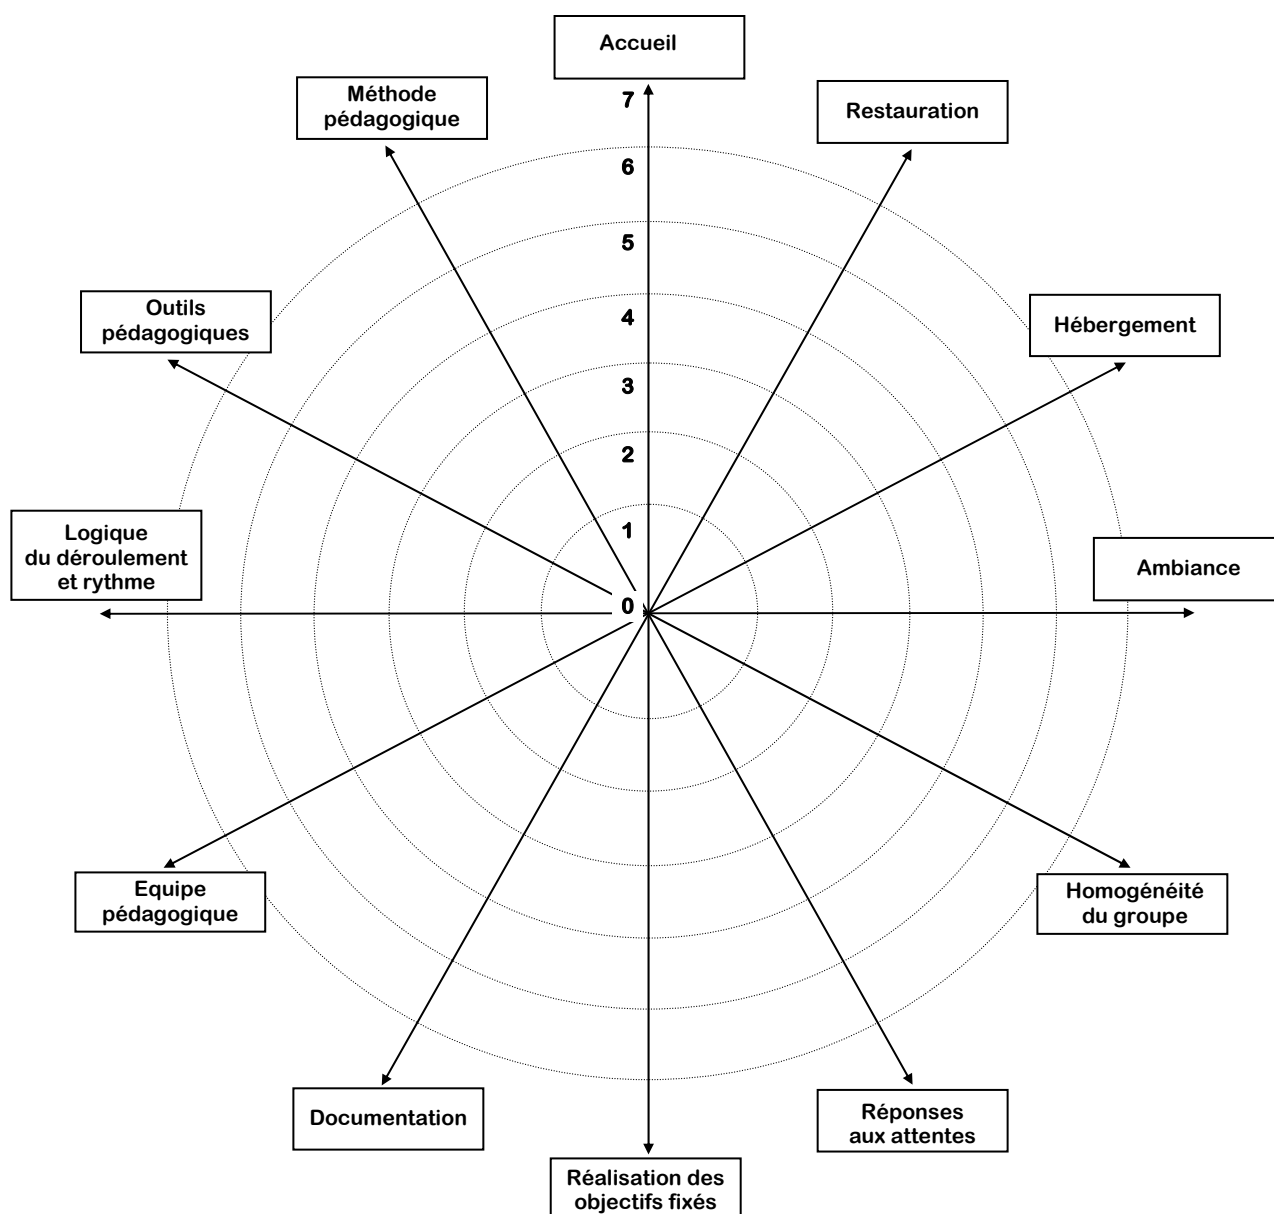 Accueil
Méthode
pédagogique
7
Restauration
6
5
Outils
pédagogiques
4
Hébergement
3
2
Logique
du déroulement
et rythme
1
Ambiance
0
Equipe
pédagogique
Homogénéité
du groupe
Documentation
Réponses
aux attentes
Réalisation des
objectifs fixés